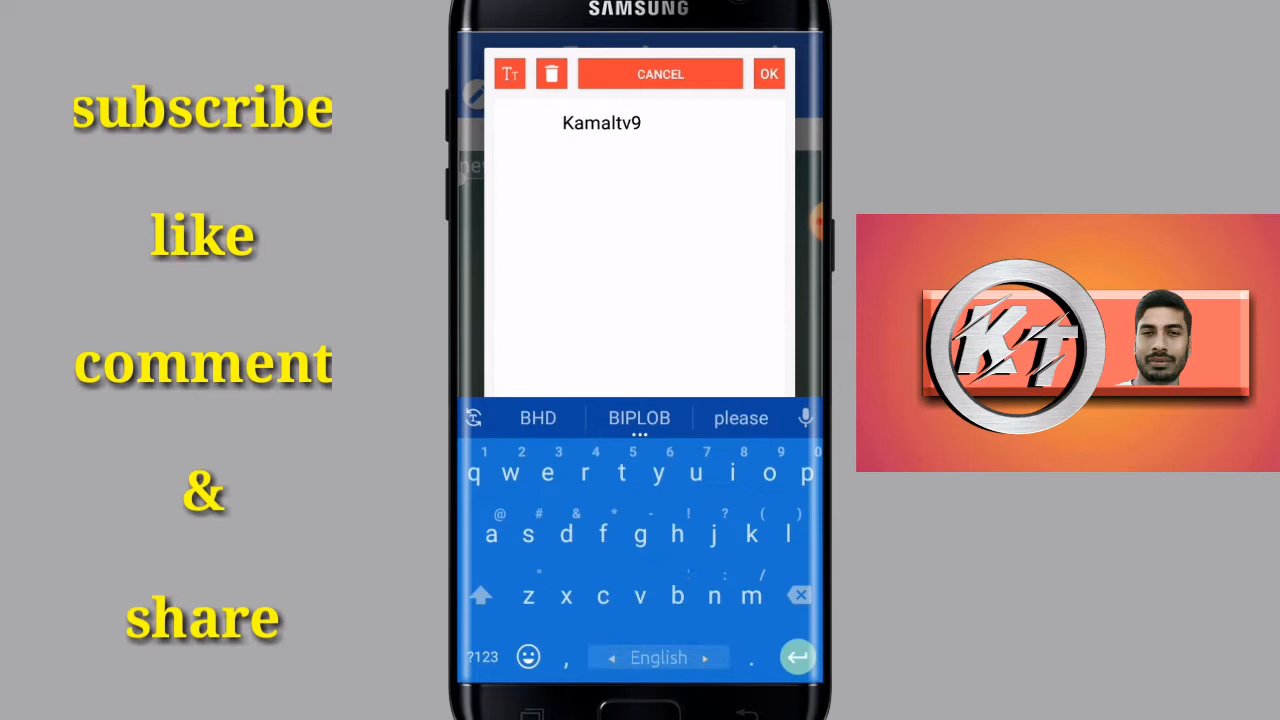 subscribe
like
comment
&
share
SAMSUNG
TT
CANCEL
OK
Kamaltv9
BHD
BIPLOB
please
1 2 3 4 5 6 7 8 9 0
q w e r t y u i o p
@ # & * - ! ? ( )
a s d f g h j k l
" ' : /
z x c v b n m
?123 , English .
KT